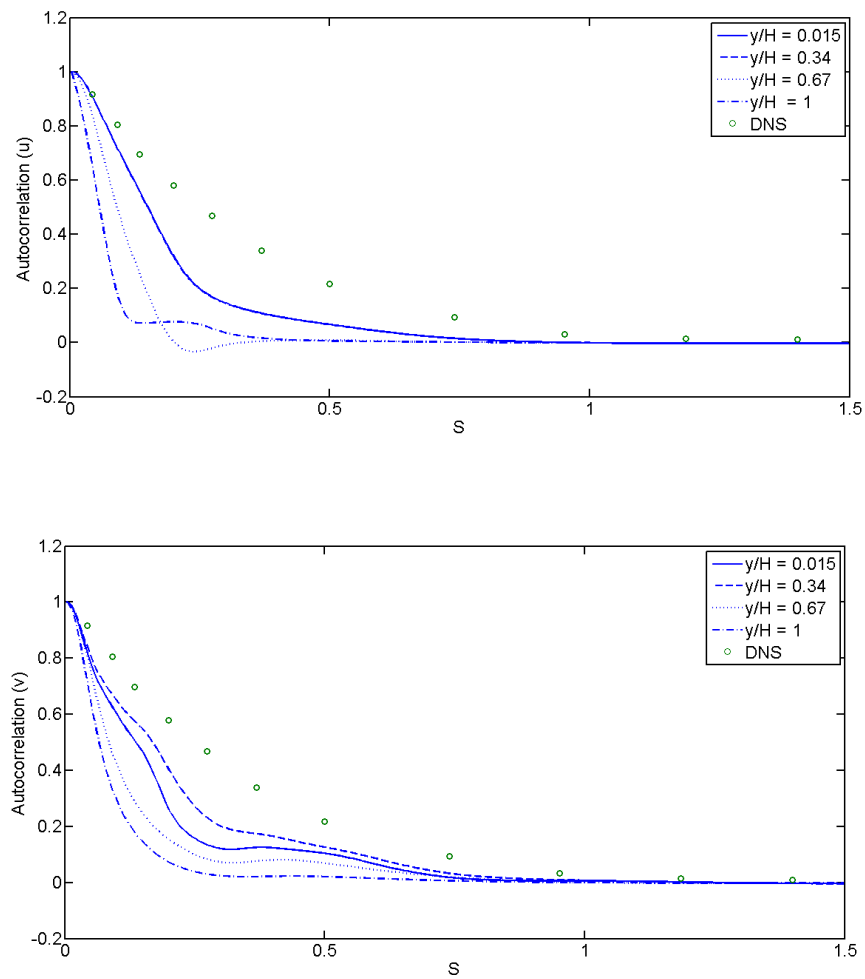 1.2
1
0.8
0.6
0.4
0.2
0
-0.2
Autocorrelation (u)
0
0.5
1
1.5
S
y/H = 0.015
y/H = 0.34
y/H = 0.67
y/H  = 1
DNS
1.2
1
0.8
0.6
0.4
0.2
0
-0.2
Autocorrelation (v)
0
0.5
1
1.5
S
y/H = 0.015
y/H = 0.34
y/H = 0.67
y/H = 1
DNS